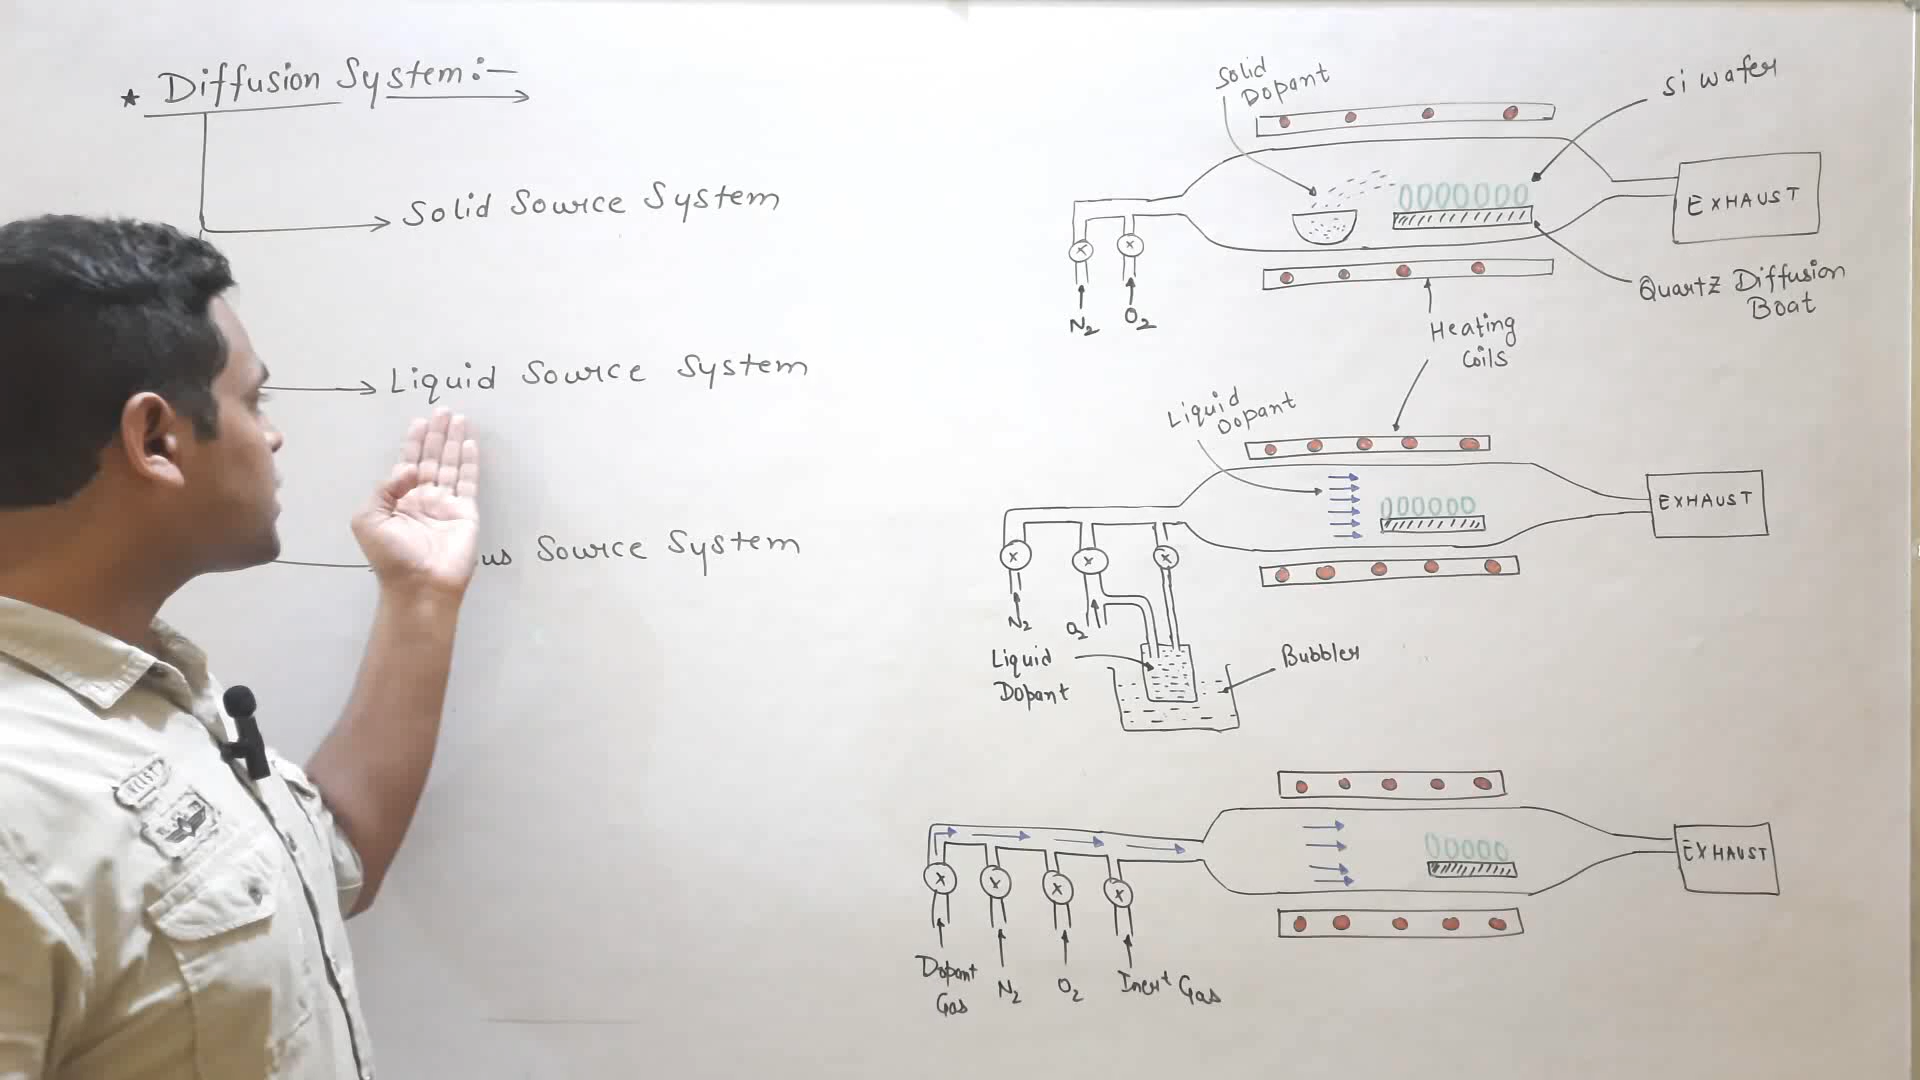 ★ Diffusion System:-
Solid Source System
Liquid Source System
us Source System
Solid
Dopant
Si wafer
EXHAUST
N2
O2
Quartz Diffusion
Boat
Heating
Coils
Liquid
Dopant
EXHAUST
N2
O2
Liquid
Dopant
Bubbler
EXHAUST
Dopant
Gas
N2
O2
Inert Gas